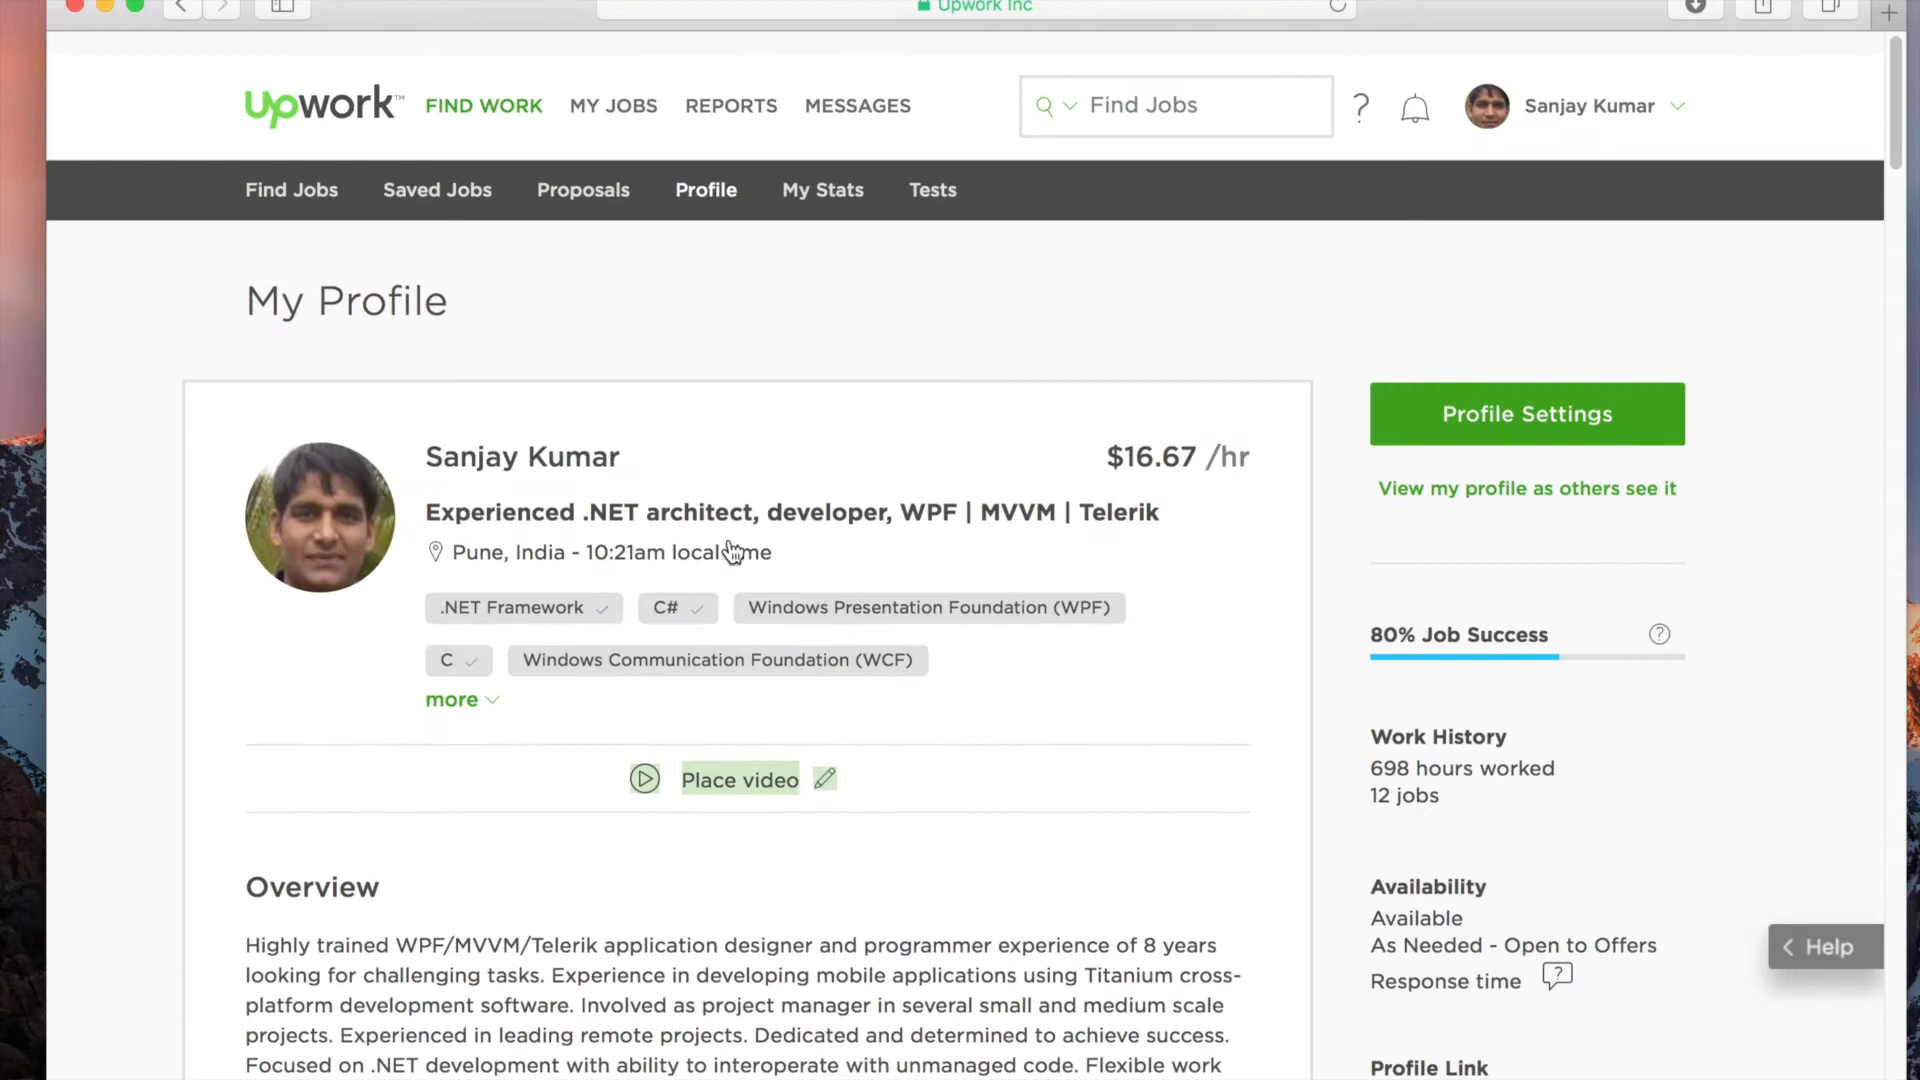 Upwork Inc
Upwork™ FIND WORK MY JOBS REPORTS MESSAGES Find Jobs ? Sanjay Kumar
Find Jobs Saved Jobs Proposals Profile My Stats Tests
My Profile
Profile Settings
Sanjay Kumar $16.67 /hr
View my profile as others see it
Experienced .NET architect, developer, WPF | MVVM | Telerik
Pune, India - 10:21am local me
.NET Framework C# Windows Presentation Foundation (WPF)
80% Job Success ?
C Windows Communication Foundation (WCF)
more
Work History
698 hours worked
12 jobs
Place video
Overview
Availability
Available
As Needed - Open to Offers
Response time ?
Help
Highly trained WPF/MVVM/Telerik application designer and programmer experience of 8 years
looking for challenging tasks. Experience in developing mobile applications using Titanium cross-
platform development software. Involved as project manager in several small and medium scale
projects. Experienced in leading remote projects. Dedicated and determined to achieve success.
Focused on .NET development with ability to interoperate with unmanaged code. Flexible work
Profile Link